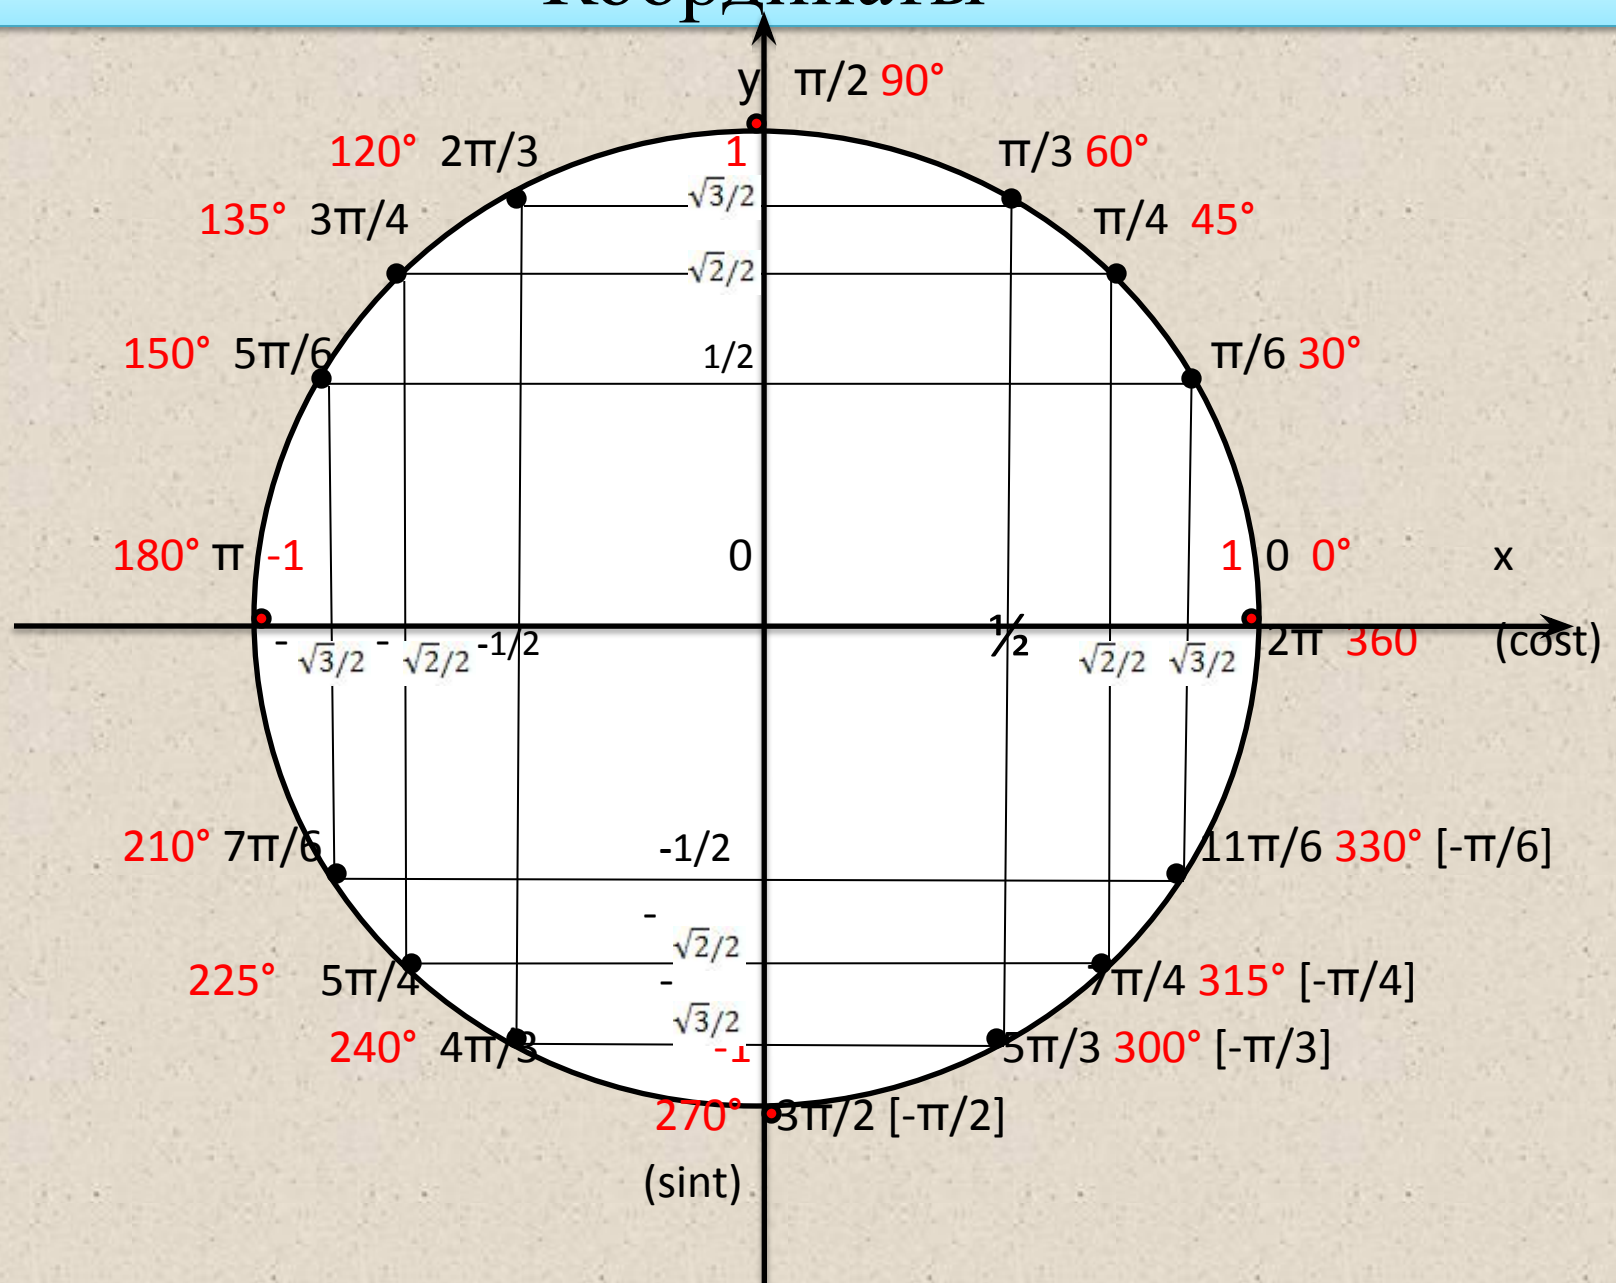 Координаты
y π/2 90°
120° 2π/3 1 π/3 60°
√3/2
135° 3π/4 π/4 45°
√2/2
150° 5π/6 1/2 π/6 30°
180° π -1 0 1 0 0° x
-√3/2 -√2/2 -1/2 ½ √2/2 √3/2 2π 360 (cost)
210° 7π/6 -1/2 11π/6 330° [-π/6]
-√2/2
225° 5π/4 7π/4 315° [-π/4]
-√3/2
240° 4π/3 -1 5π/3 300° [-π/3]
270° 3π/2 [-π/2]
(sint)